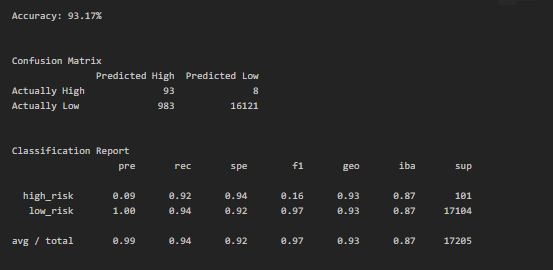 Accuracy: 93.17%
Confusion Matrix
Predicted High Predicted Low
Actually High 93 8
Actually Low 983 16121
Classification Report
pre rec spe f1 geo iba sup
high_risk 0.09 0.92 0.94 0.16 0.93 0.87 101
low_risk 1.00 0.94 0.92 0.97 0.93 0.87 17104
avg / total 0.99 0.94 0.92 0.97 0.93 0.87 17205